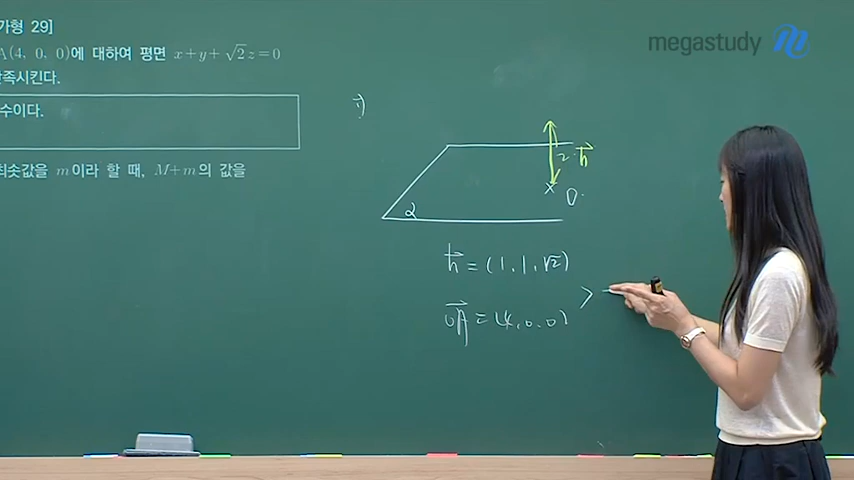 가형 29]
A(4, 0, 0)에 대하여 평면 x+y+√2z=0
족시킨다.
수이다.
최솟값을 m이라 할 때, M+m의 값을
megastudy
i)
2
h⃗
0
α
h⃗ = (1, 1, √2)
OA⃗ = (4, 0, 0)
>